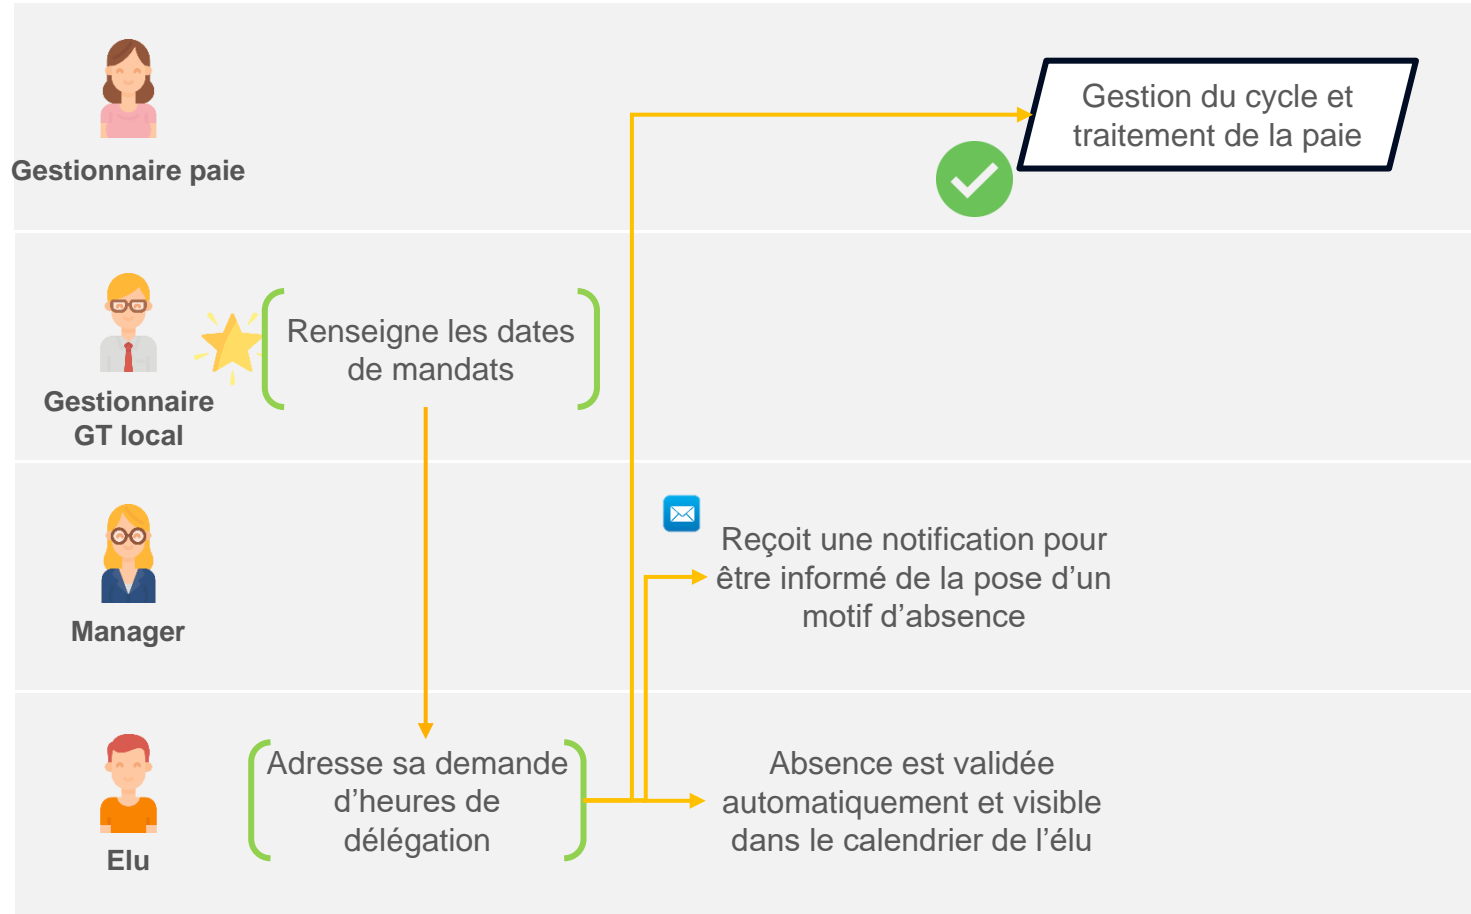 Gestionnaire paie
Gestion du cycle et
traitement de la paie
Gestionnaire
GT local
Renseigne les dates
de mandats
Manager
Reçoit une notification pour
être informé de la pose d’un
motif d’absence
Elu
Adresse sa demande
d’heures de
délégation
Absence est validée
automatiquement et visible
dans le calendrier de l’élu